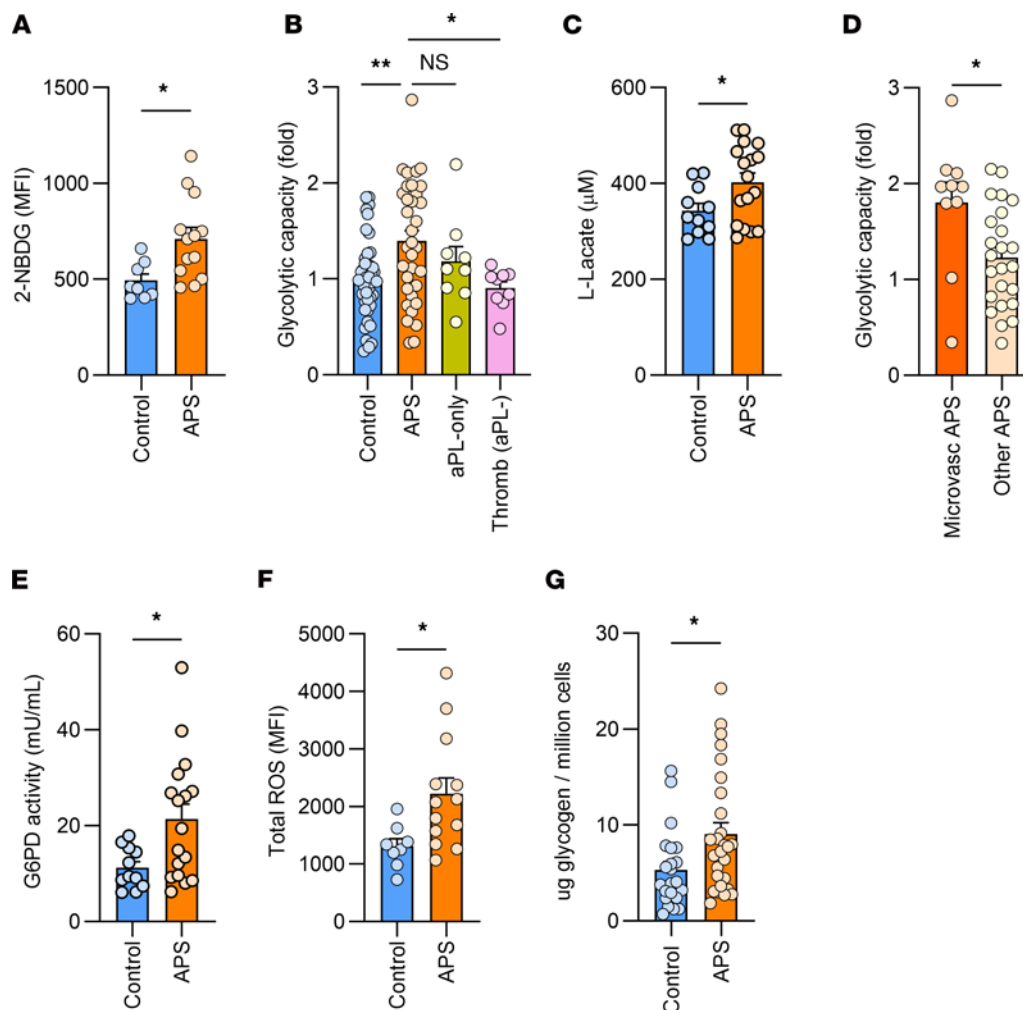 A
*
2-NBDG (MFI)
1500
1000
500
0
Control
APS
B
*
** NS
Glycolytic capacity (fold)
3
2
1
0
Control
APS
aPL-only
Thromb (aPL-)
C
*
L-Lacate (µM)
600
400
200
0
Control
APS
D
*
Glycolytic capacity (fold)
3
2
1
0
Microvasc APS
Other APS
E
*
G6PD activity (mU/mL)
60
40
20
0
Control
APS
F
*
Total ROS (MFI)
5000
4000
3000
2000
1000
0
Control
APS
G
*
ug glycogen / million cells
30
20
10
0
Control
APS